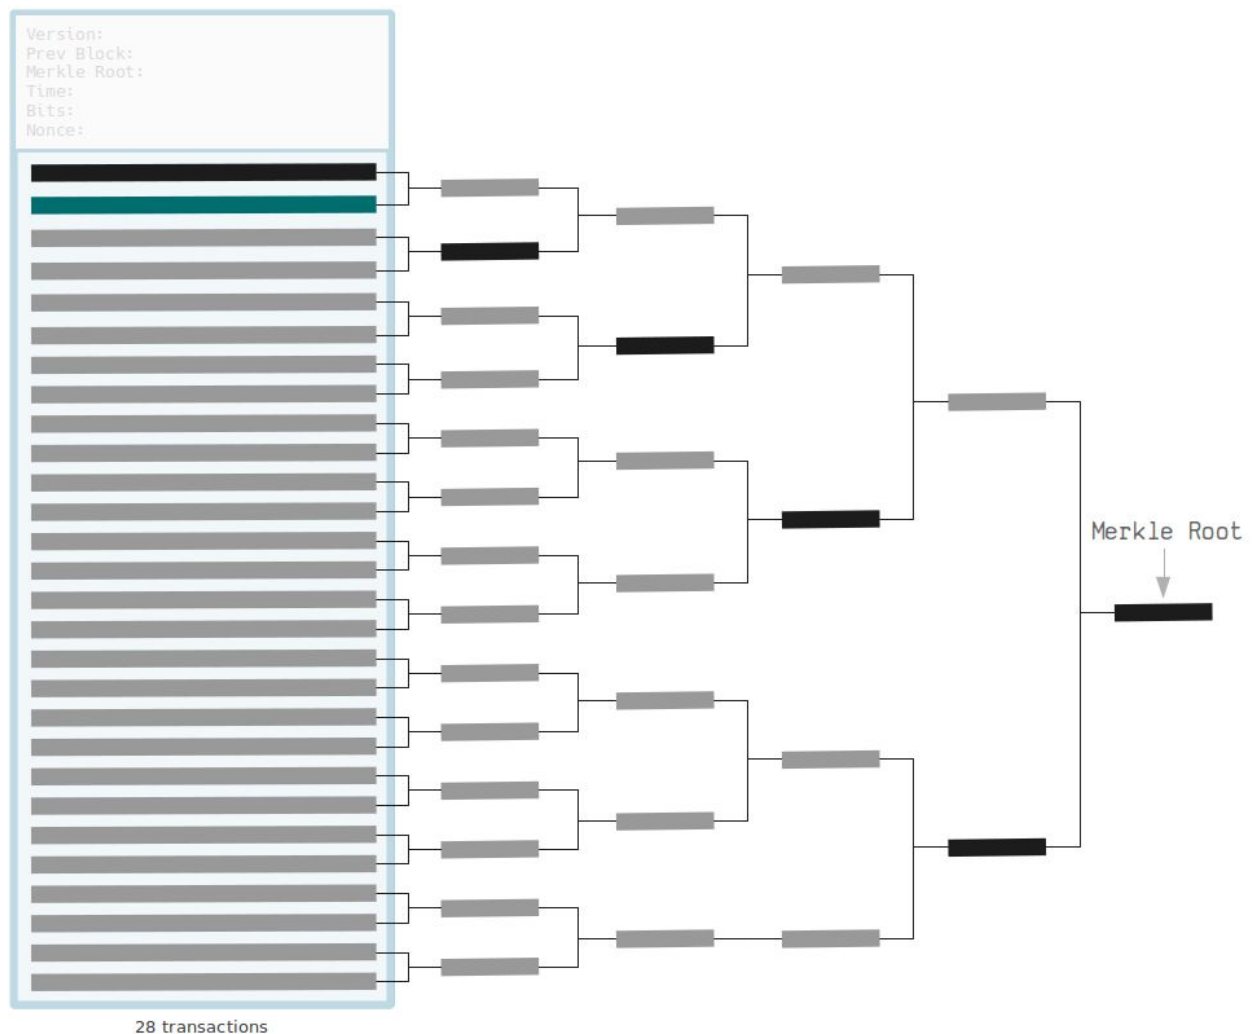 Version:
Prev Block:
Merkle Root:
Time:
Bits:
Nonce:
Merkle Root
28 transactions